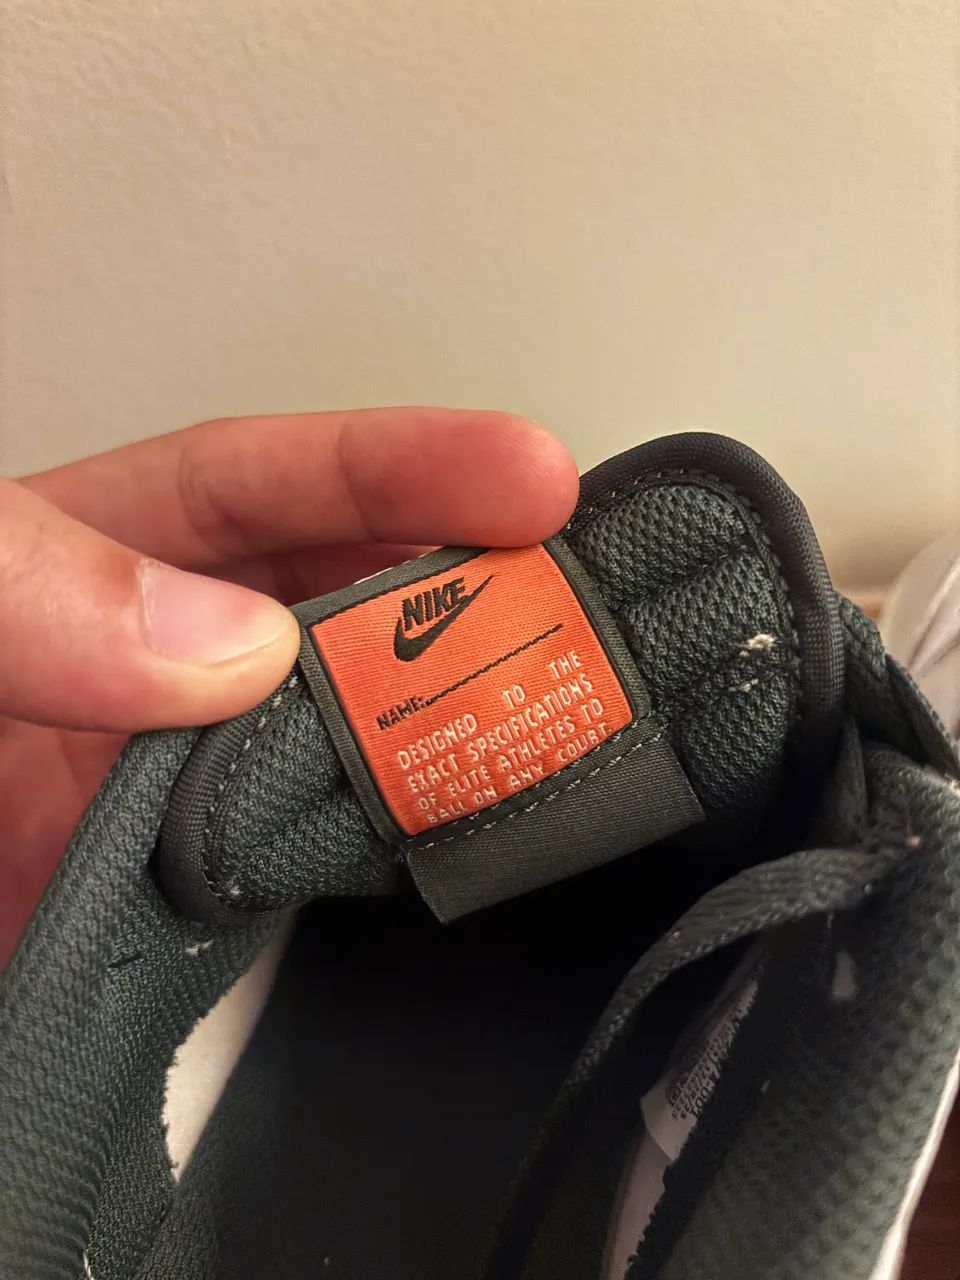 NIKE
NAME:
DESIGNED TO THE
EXACT SPECIFICATIONS
OF ELITE ATHLETES TO
BALL ON ANY COURT